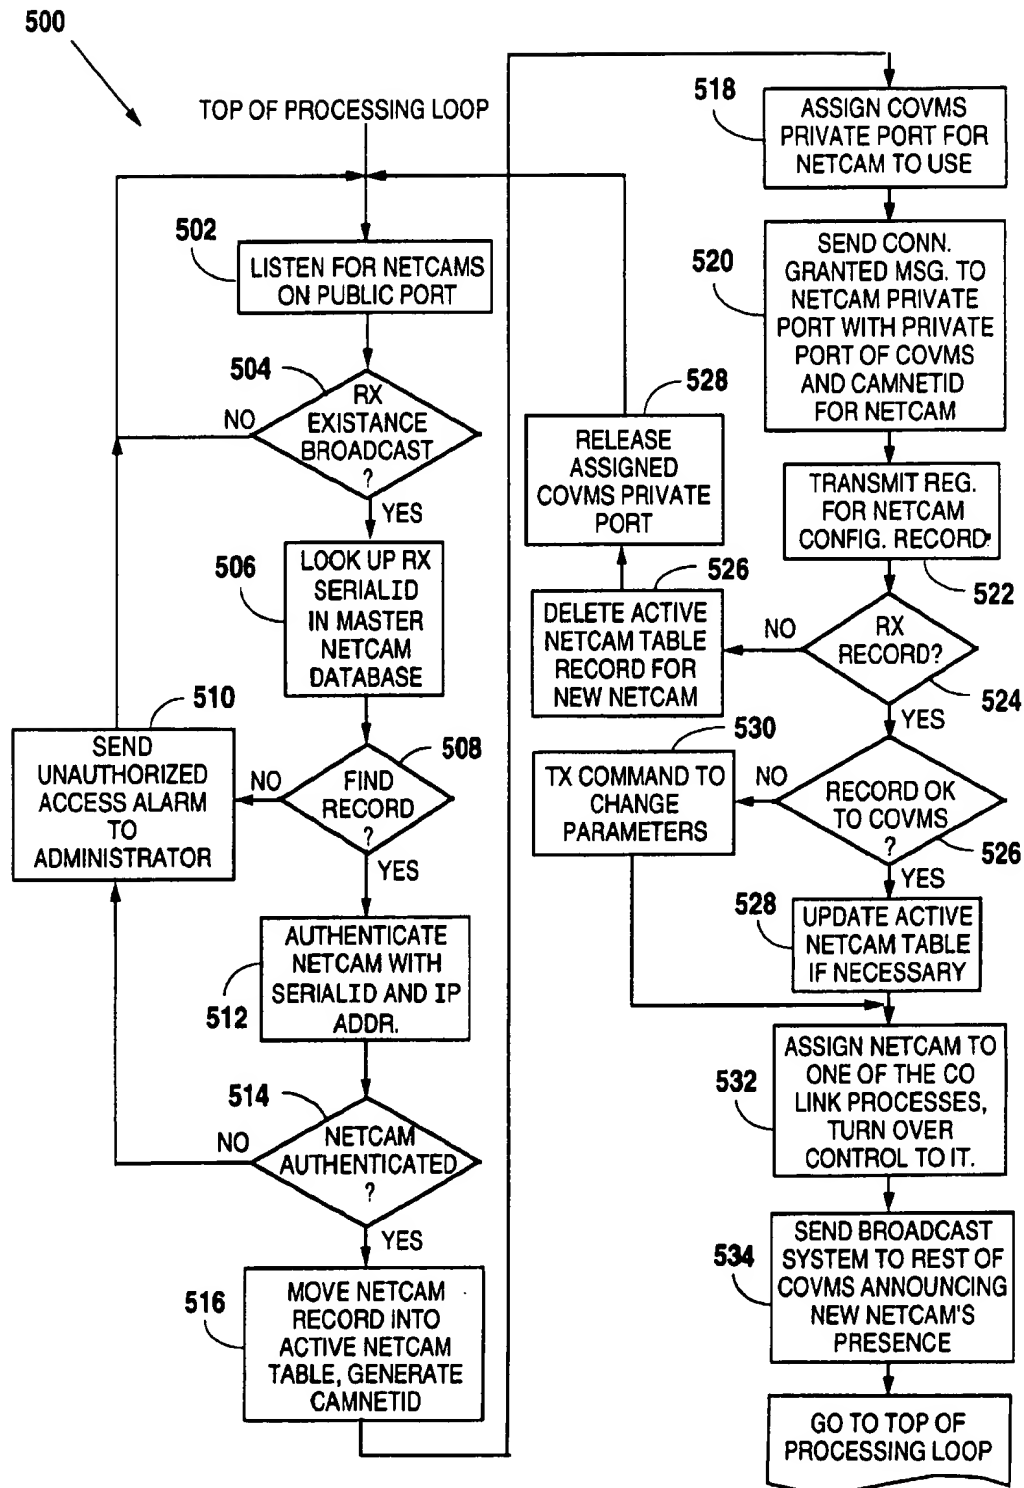 500
TOP OF PROCESSING LOOP
502
LISTEN FOR NETCAMS
ON PUBLIC PORT
504
RX
EXISTANCE
BROADCAST
?
NO
YES
506
LOOK UP RX
SERIALID
IN MASTER
NETCAM
DATABASE
508
FIND
RECORD
?
NO
YES
510
SEND
UNAUTHORIZED
ACCESS ALARM
TO
ADMINISTRATOR
512
AUTHENTICATE
NETCAM WITH
SERIALID AND IP
ADDR.
514
NETCAM
AUTHENTICATED
?
NO
YES
516
MOVE NETCAM
RECORD INTO
ACTIVE NETCAM
TABLE, GENERATE
CAMNETID
518
ASSIGN COVMS
PRIVATE PORT FOR
NETCAM TO USE
520
SEND CONN.
GRANTED MSG. TO
NETCAM PRIVATE
PORT WITH PRIVATE
PORT OF COVMS
AND CAMNETID
FOR NETCAM
TRANSMIT REG.
FOR NETCAM
CONFIG. RECORD.
522
RX
RECORD?
524
NO
YES
526
DELETE ACTIVE
NETCAM TABLE
RECORD FOR
NEW NETCAM
528
RELEASE
ASSIGNED
COVMS PRIVATE
PORT
RECORD OK
TO COVMS
?
526
NO
YES
530
TX COMMAND TO
CHANGE
PARAMETERS
528
UPDATE ACTIVE
NETCAM TABLE
IF NECESSARY
532
ASSIGN NETCAM TO
ONE OF THE CO
LINK PROCESSES,
TURN OVER
CONTROL TO IT.
534
SEND BROADCAST
SYSTEM TO REST OF
COVMS ANNOUNCING
NEW NETCAM'S
PRESENCE
GO TO TOP OF
PROCESSING LOOP